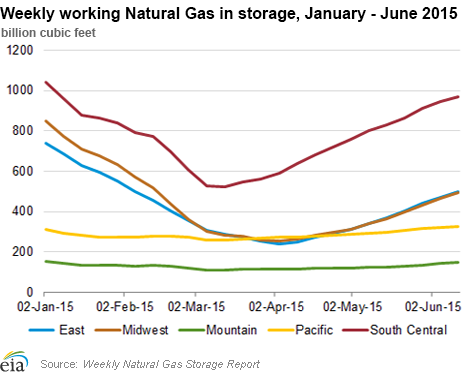 Weekly working Natural Gas in storage, January - June 2015
billion cubic feet
1200
1000
800
600
400
200
0
02-Jan-15 02-Feb-15 02-Mar-15 02-Apr-15 02-May-15 02-Jun-15
East Midwest Mountain Pacific South Central
eia Source: Weekly Natural Gas Storage Report